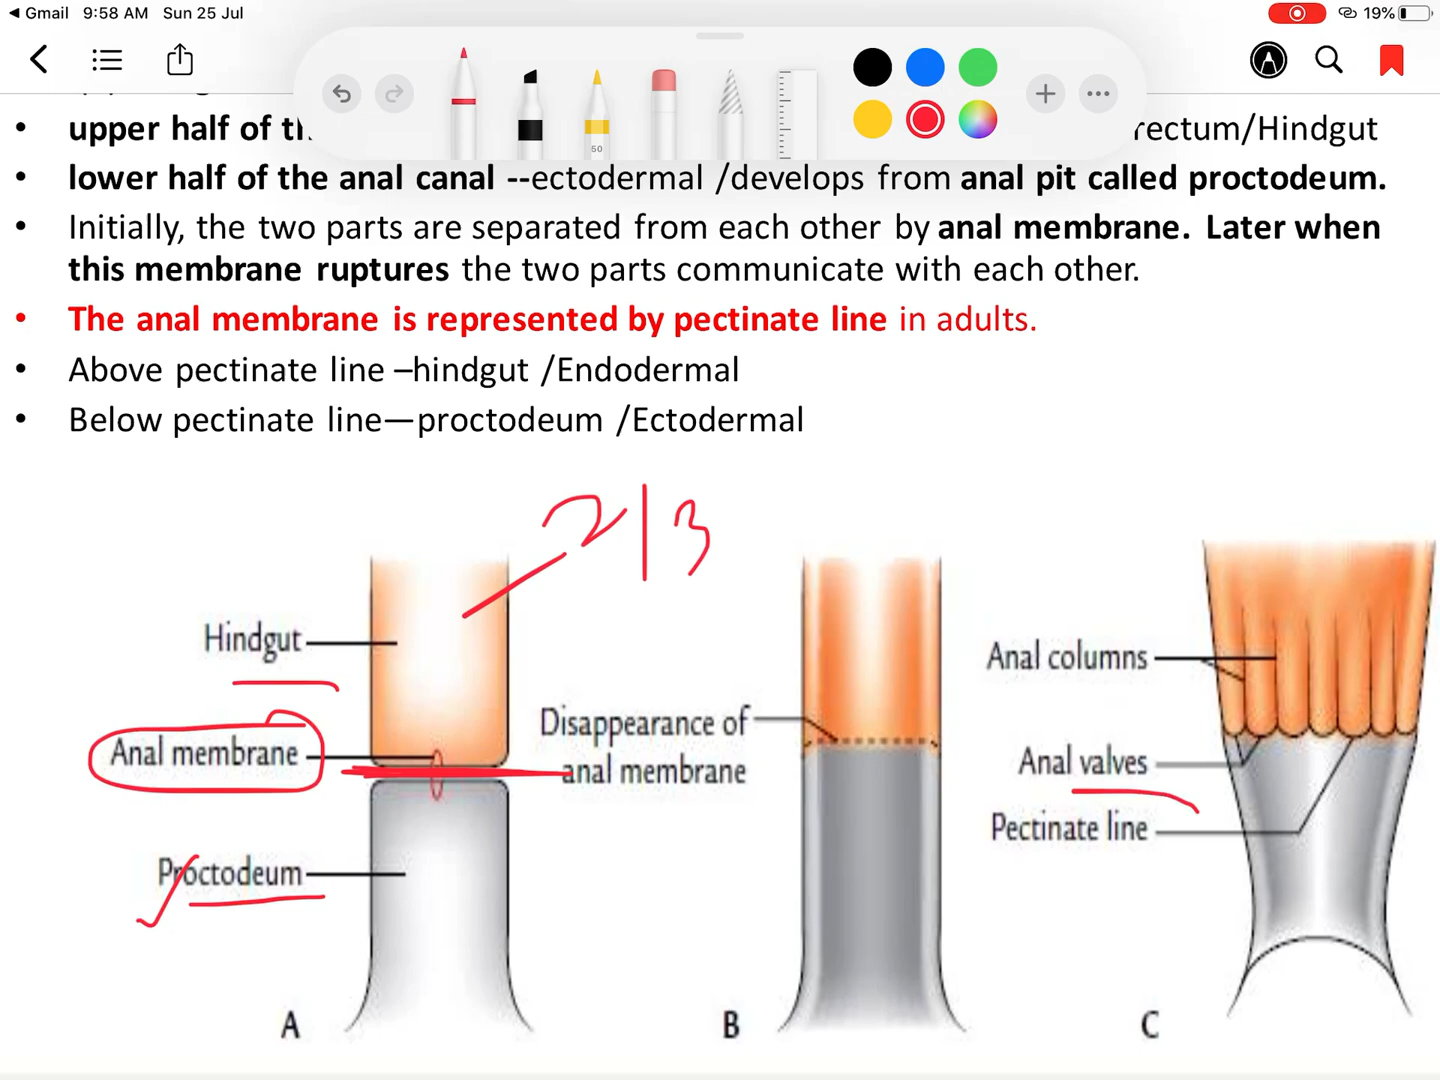 Gmail 9:58 AM Sun 25 Jul 19%
50
• upper half of rectum/Hindgut
• lower half of the anal canal --ectodermal /develops from anal pit called proctodeum.
• Initially, the two parts are separated from each other by anal membrane. Later when
this membrane ruptures the two parts communicate with each other.
• The anal membrane is represented by pectinate line in adults.
• Above pectinate line –hindgut /Endodermal
• Below pectinate line—proctodeum /Ectodermal
2/3
Hindgut
Anal membrane
Proctodeum
A
Disappearance of
anal membrane
B
Anal columns
Anal valves
Pectinate line
C